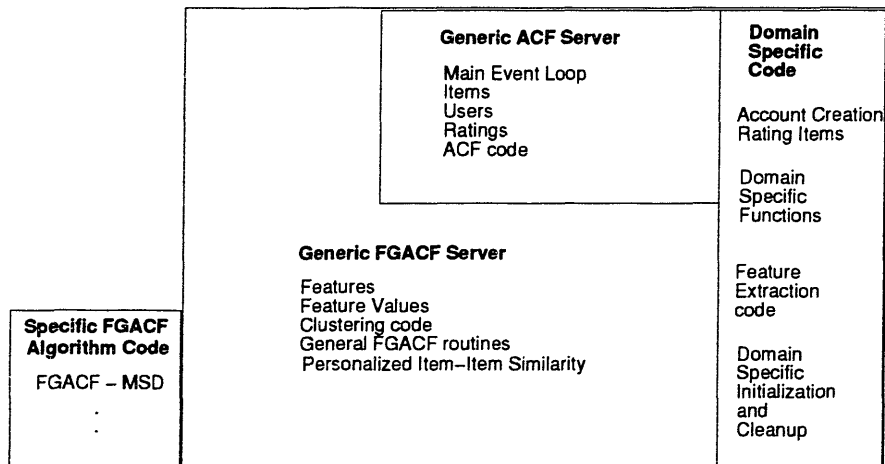 Generic ACF Server
Main Event Loop
Items
Users
Ratings
ACF code
Domain
Specific
Code
Account Creation
Rating Items
Domain
Specific
Functions
Feature
Extraction
code
Domain
Specific
Initialization
and
Cleanup
Generic FGACF Server
Features
Feature Values
Clustering code
General FGACF routines
Personalized Item–Item Similarity
Specific FGACF
Algorithm Code
FGACF – MSD
.
.